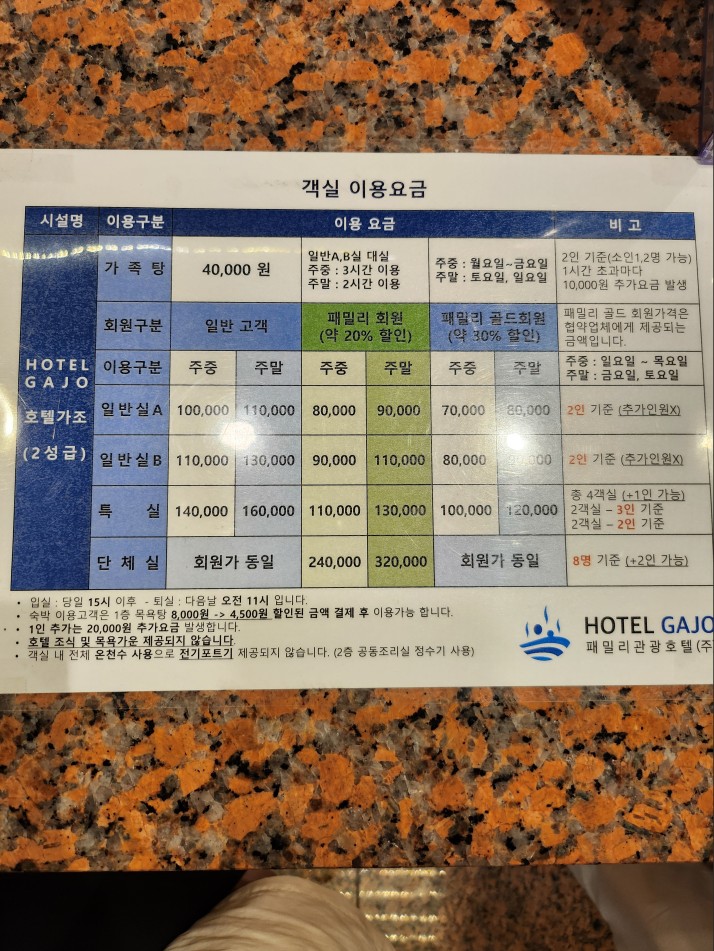 객실 이용요금
시설명 이용구분 이용 요금 비 고
HOTEL
GAJO
호텔가조
(2성급)
가 족 탕 40,000 원
일반A,B실 대실
주중 : 3시간 이용
주말 : 2시간 이용
주중 : 월요일~금요일
주말 : 토요일, 일요일
2인 기준(소인1,2명 가능)
1시간 초과마다
10,000원 추가요금 발생
회원구분 일반 고객
패밀리 회원
(약 20% 할인)
패밀리 골드회원
(약 30% 할인)
패밀리 골드 회원가격은
협약업체에게 제공되는
금액입니다.
이용구분 주중 주말 주중 주말 주중 주말
주중 : 일요일 ~ 목요일
주말 : 금요일, 토요일
일반실A 100,000 110,000 80,000 90,000 70,000 80,000 2인 기준 (추가인원X)
일반실B 110,000 130,000 90,000 110,000 80,000 2인 기준 (추가인원X)
특 실 140,000 160,000 110,000 130,000 100,000 120,000
총 4객실 (+1인 가능)
2객실 – 3인 기준
2객실 – 2인 기준
단 체 실 회원가 동일 240,000 320,000 회원가 동일 8명 기준 (+2인 가능)
• 입실 : 당일 15시 이후 - 퇴실 : 다음날 오전 11시 입니다.
• 숙박 이용고객은 1층 목욕탕 8,000원 -> 4,500원 할인된 금액 결제 후 이용가능 합니다.
• 1인 추가는 20,000원 추가요금 발생합니다.
• 호텔 조식 및 목욕가운 제공되지 않습니다.
• 객실 내 전체 온천수 사용으로 전기포트기 제공되지 않습니다. (2층 공동조리실 정수기 사용)
HOTEL GAJO
패밀리관광호텔(주